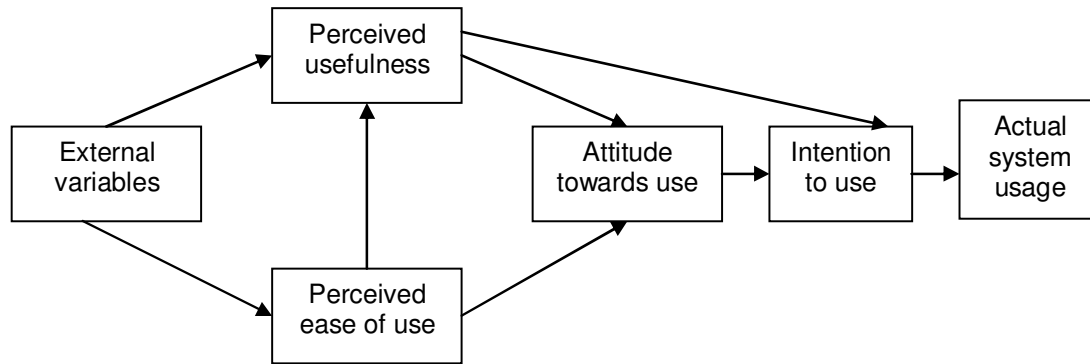 Perceived
usefulness
External
variables
Attitude
towards use
Intention
to use
Actual
system
usage
Perceived
ease of use